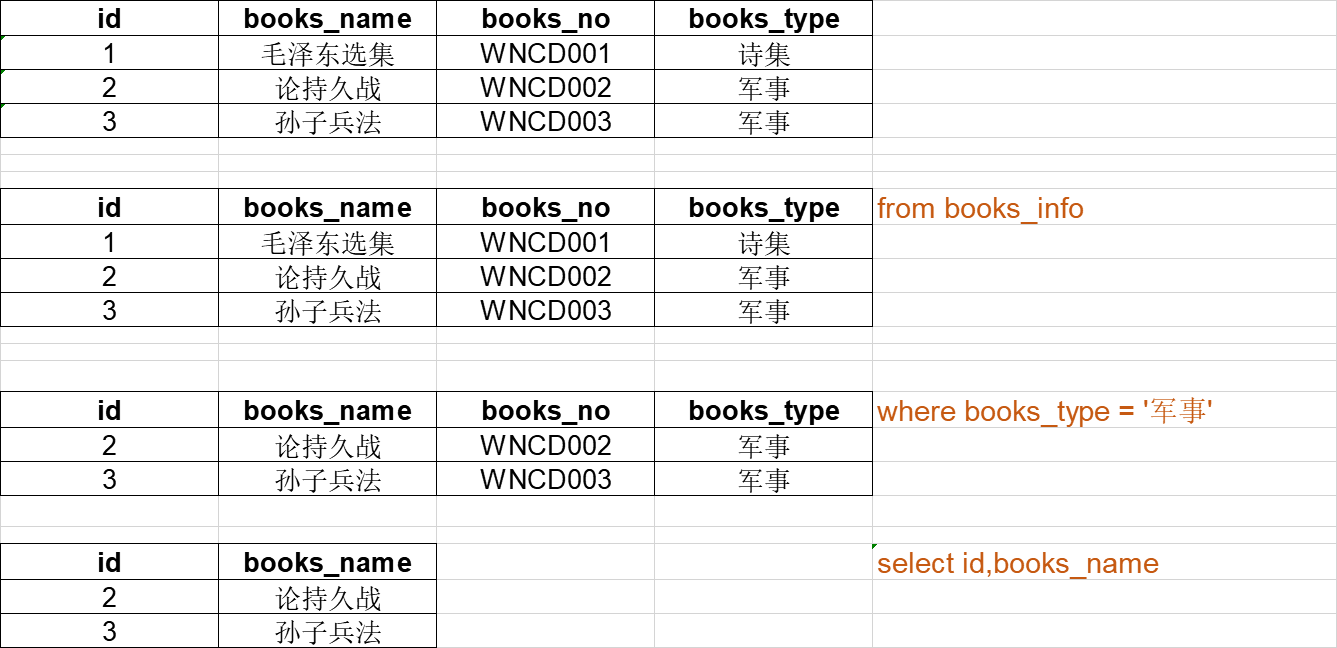 id books_name books_no books_type
1 毛泽东选集 WNCD001 诗集
2 论持久战 WNCD002 军事
3 孙子兵法 WNCD003 军事
id books_name books_no books_type from books_info
1 毛泽东选集 WNCD001 诗集
2 论持久战 WNCD002 军事
3 孙子兵法 WNCD003 军事
id books_name books_no books_type where books_type = '军事'
2 论持久战 WNCD002 军事
3 孙子兵法 WNCD003 军事
id books_name select id,books_name
2 论持久战
3 孙子兵法